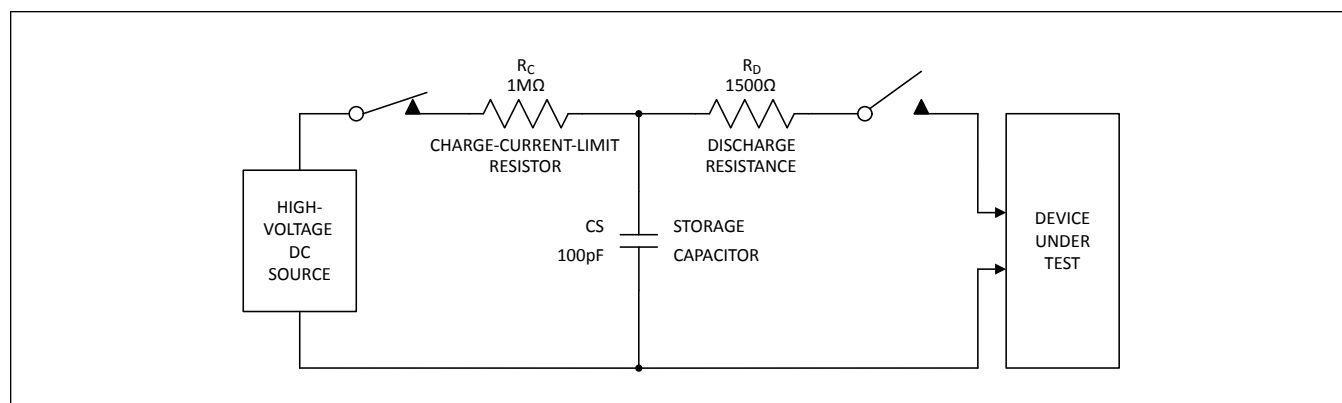 R_C
1MΩ
CHARGE-CURRENT-LIMIT
RESISTOR
R_D
1500Ω
DISCHARGE
RESISTANCE
HIGH-
VOLTAGE
DC
SOURCE
CS
100pF
STORAGE
CAPACITOR
DEVICE
UNDER
TEST